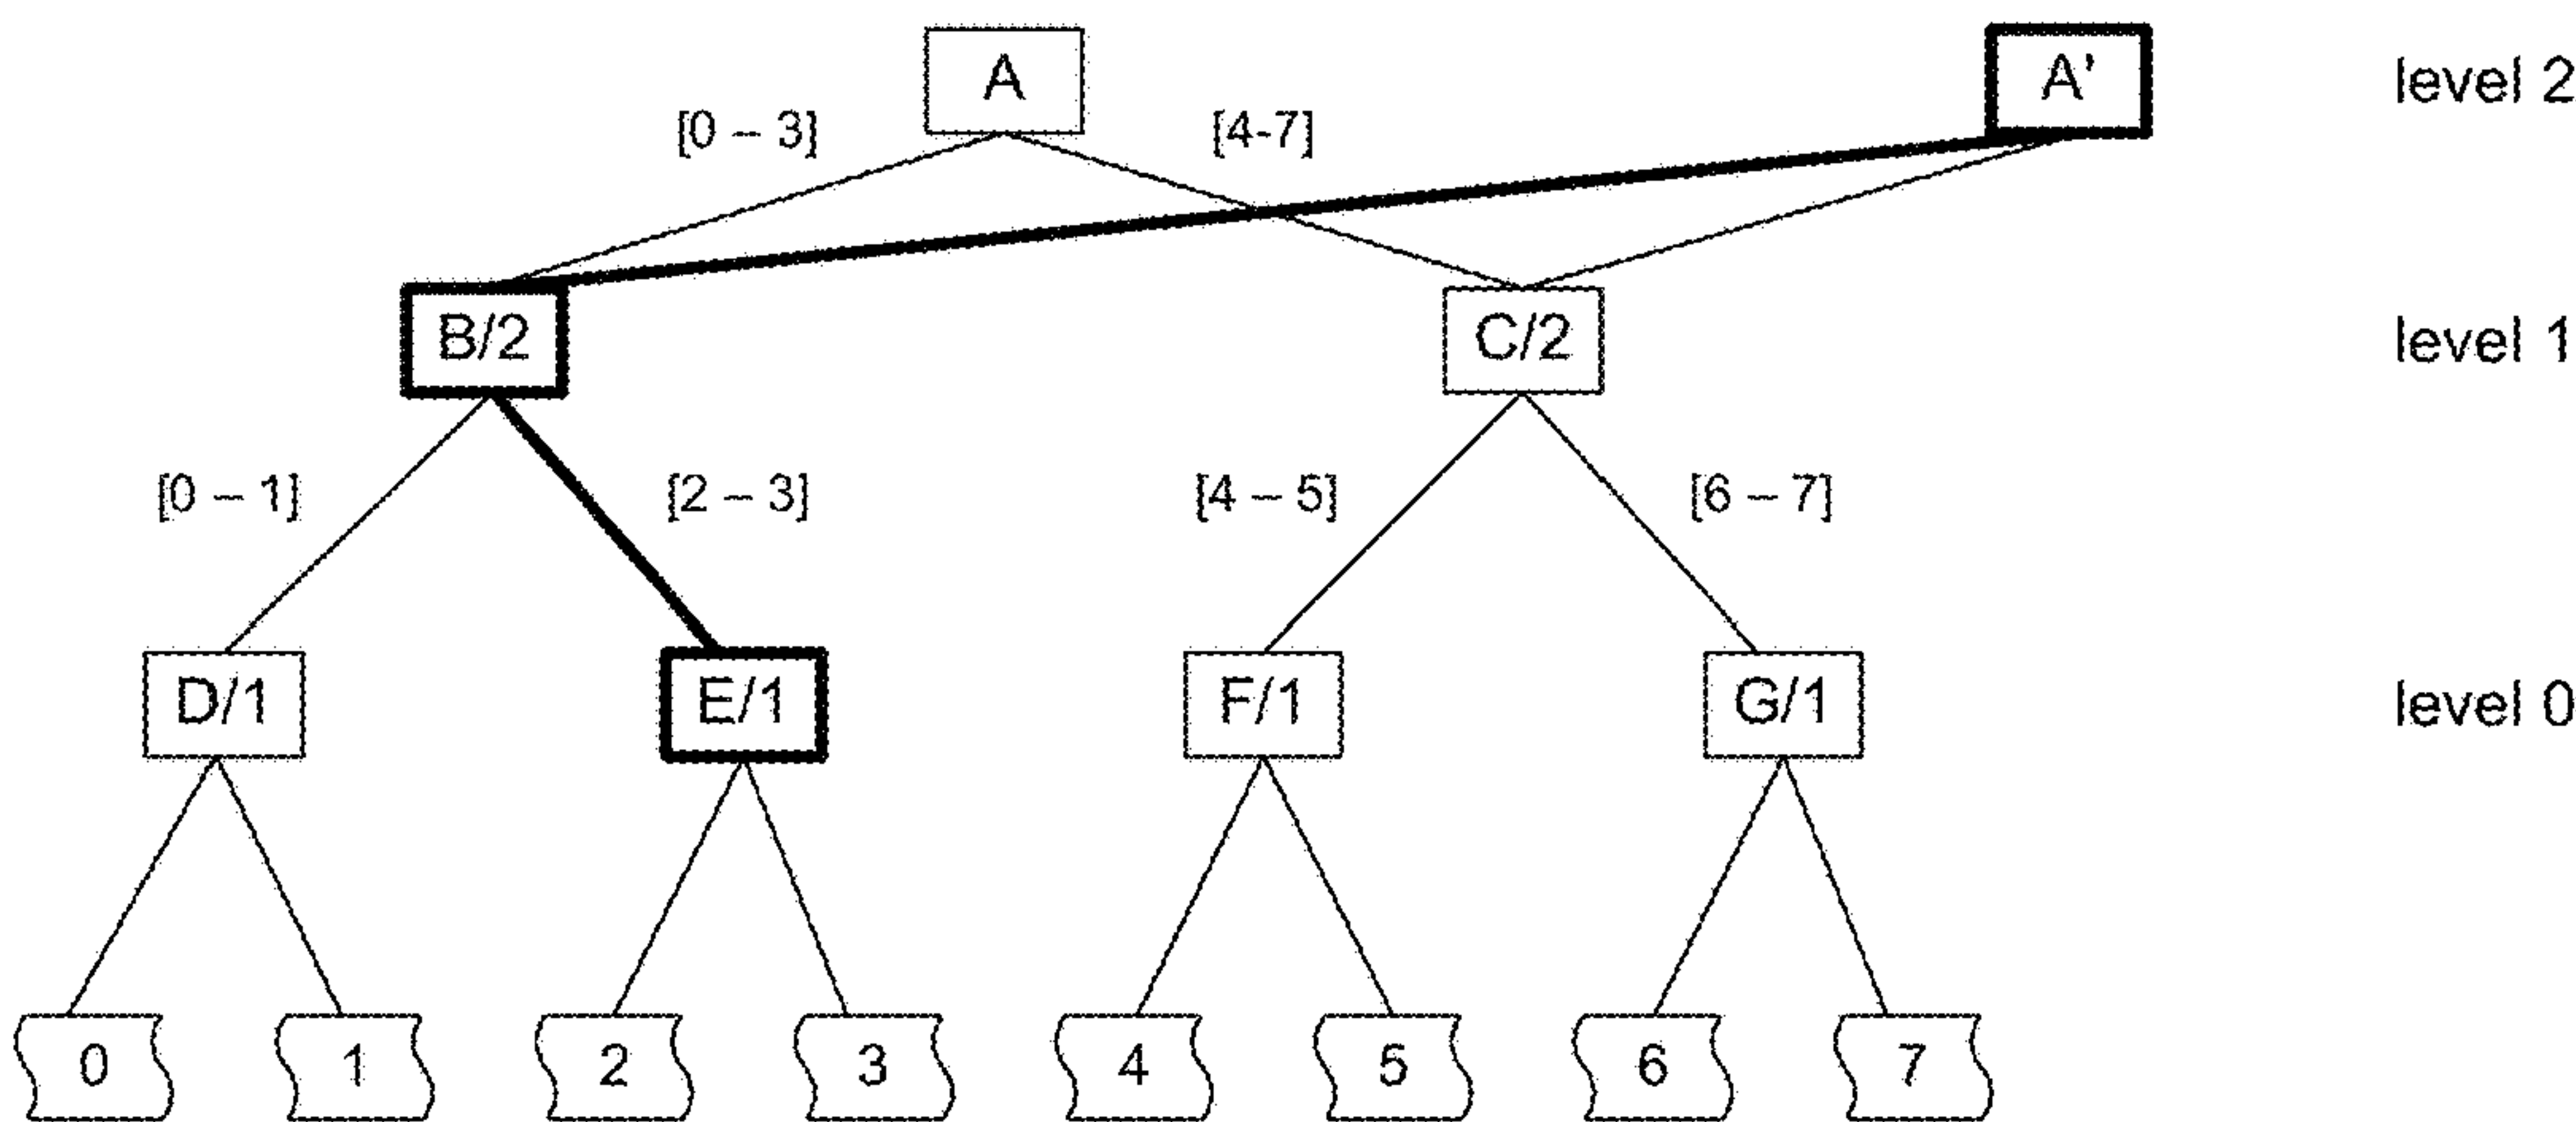 A A' level 2
[0 – 3] [4-7]
B/2 C/2 level 1
[0 – 1] [2 – 3] [4 – 5] [6 – 7]
D/1 E/1 F/1 G/1 level 0
0 1 2 3 4 5 6 7